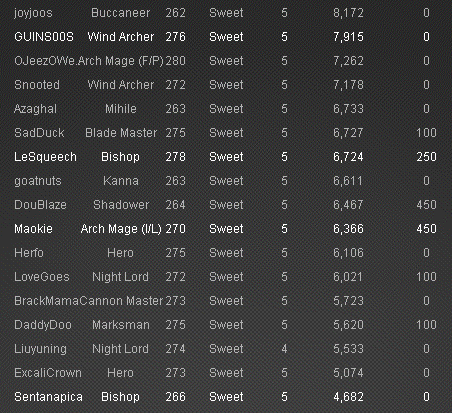 joyjoos Buccaneer 262 Sweet 5 8,172 0
GUINS00S Wind Archer 276 Sweet 5 7,915 0
OJeezOWe. Arch Mage (F/P) 280 Sweet 5 7,262 0
Snooted Wind Archer 272 Sweet 5 7,178 0
Azaghal Mihile 263 Sweet 5 6,733 0
SadDuck Blade Master 275 Sweet 5 6,727 100
LeSqueech Bishop 278 Sweet 5 6,724 250
goatnuts Kanna 263 Sweet 5 6,611 0
DouBlaze Shadower 264 Sweet 5 6,467 450
Maokie Arch Mage (I/L) 270 Sweet 5 6,366 450
Herfo Hero 275 Sweet 5 6,106 0
LoveGoes Night Lord 272 Sweet 5 6,021 100
BrackMama Cannon Master 273 Sweet 5 5,723 0
DaddyDoo Marksman 275 Sweet 5 5,620 100
Liuyuning Night Lord 274 Sweet 4 5,533 0
ExcaliCrown Hero 273 Sweet 5 5,074 0
Sentanapica Bishop 266 Sweet 5 4,682 0